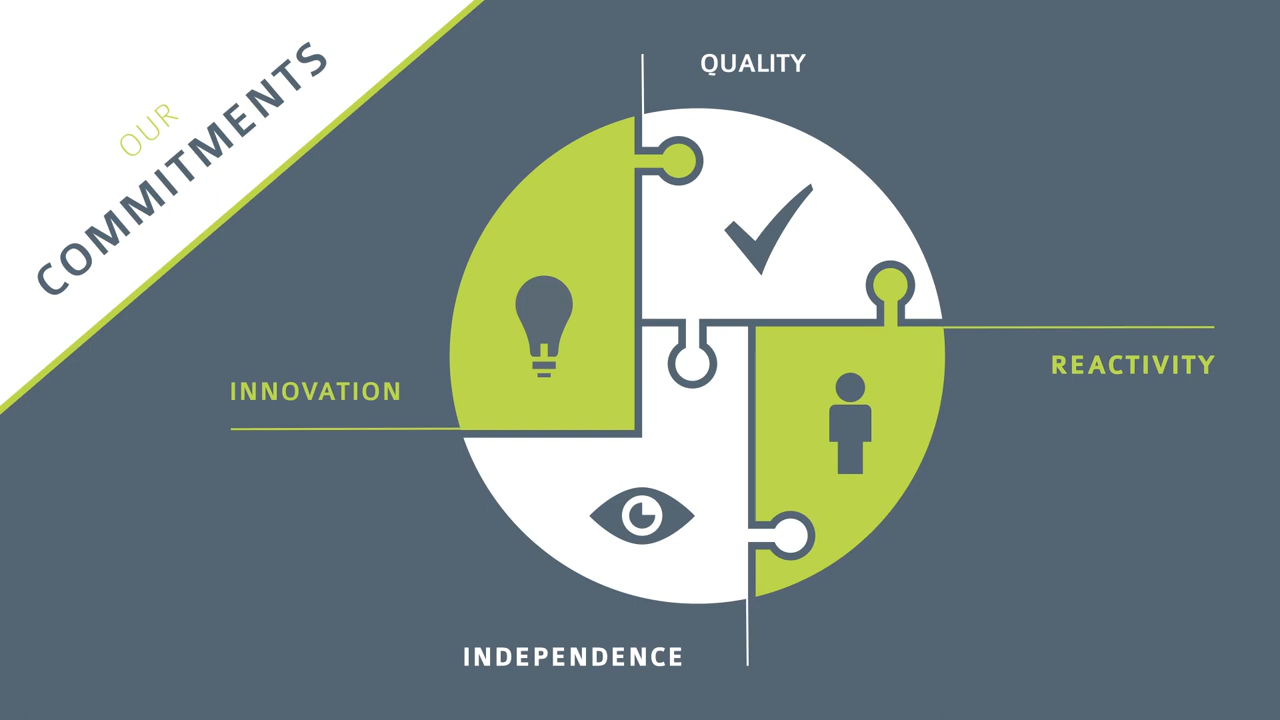 OUR
COMMITMENTS
QUALITY
REACTIVITY
INNOVATION
INDEPENDENCE